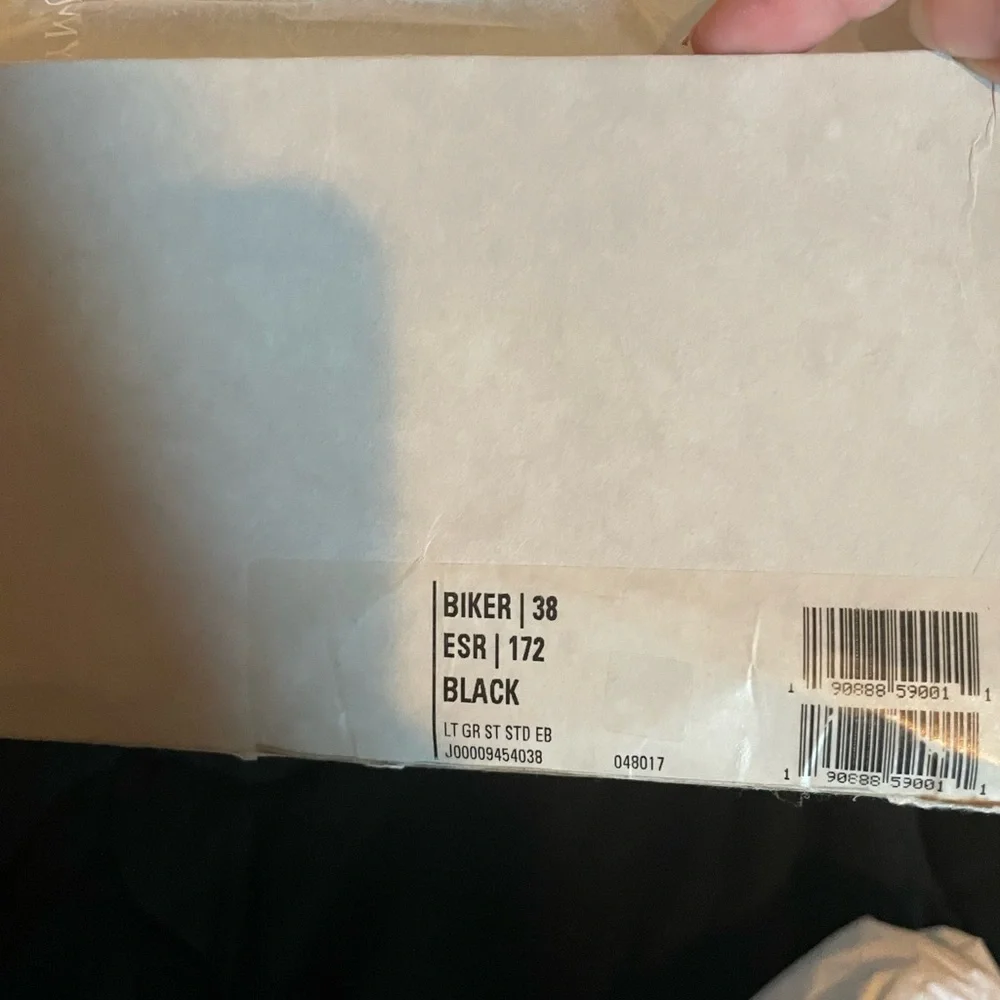 BIKER | 38
ESR | 172
BLACK
LT GR ST STD EB
J00009454038
048017
1 90888 59001 1
1 90888 59001 1